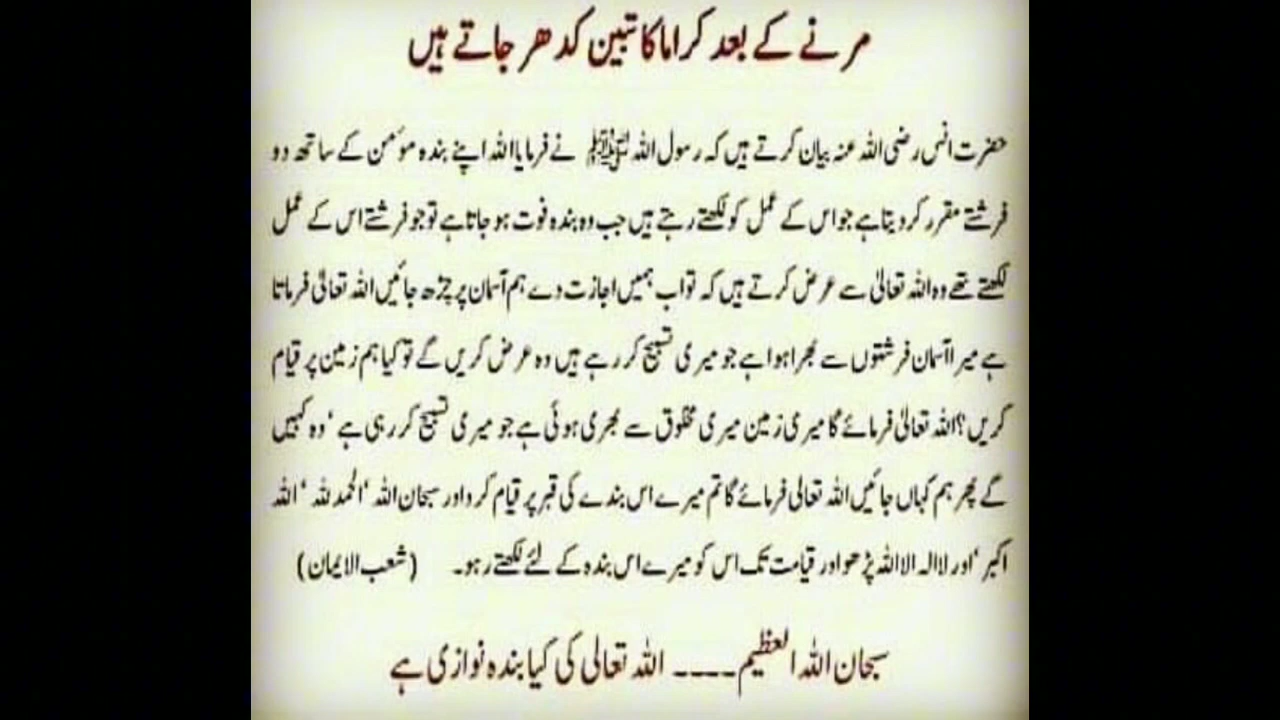 مرنے کے بعد کراما کاتبین کدھر جاتے ہیں
حضرت انس رضی اللہ عنہ بیان کرتے ہیں کہ رسول اللہ ﷺ نے فرمایا اللہ اپنے بندہ مؤمن کے ساتھ دو
فرشتے مقرر کر دیتا ہے جو اس کے عمل کو لکھتے رہتے ہیں جب وہ بندہ فوت ہو جاتا ہے تو جو فرشتے اس کے عمل
لکھتے تھے وہ اللہ تعالیٰ سے عرض کرتے ہیں کہ تو اب ہمیں اجازت دے ہم آسمان پر چڑھ جائیں اللہ تعالیٰ فرماتا
ہے میرا آسمان فرشتوں سے بھرا ہوا ہے جو میری تسبیح کر رہے ہیں وہ عرض کریں گے تو کیا ہم زمین پر قیام
کریں؟ اللہ تعالیٰ فرمائے گا میری زمین میری مخلوق سے بھری ہوئی ہے جو میری تسبیح کر رہی ہے ‘ وہ کہیں
گے پھر ہم کہاں جائیں اللہ تعالی فرمائے گا تم میرے اس بندے کی قبر پر قیام کرو اور سبحان اللہ ‘ الحمد للہ ‘ اللہ
اکبر ‘ اور لا الہ الا اللہ پڑھو اور قیامت تک اس کو میرے اس بندہ کے لئے لکھتے رہو۔ (شعب الایمان)
سبحان اللہ العظیم---- اللہ تعالی کی کیا بندہ نوازی ہے